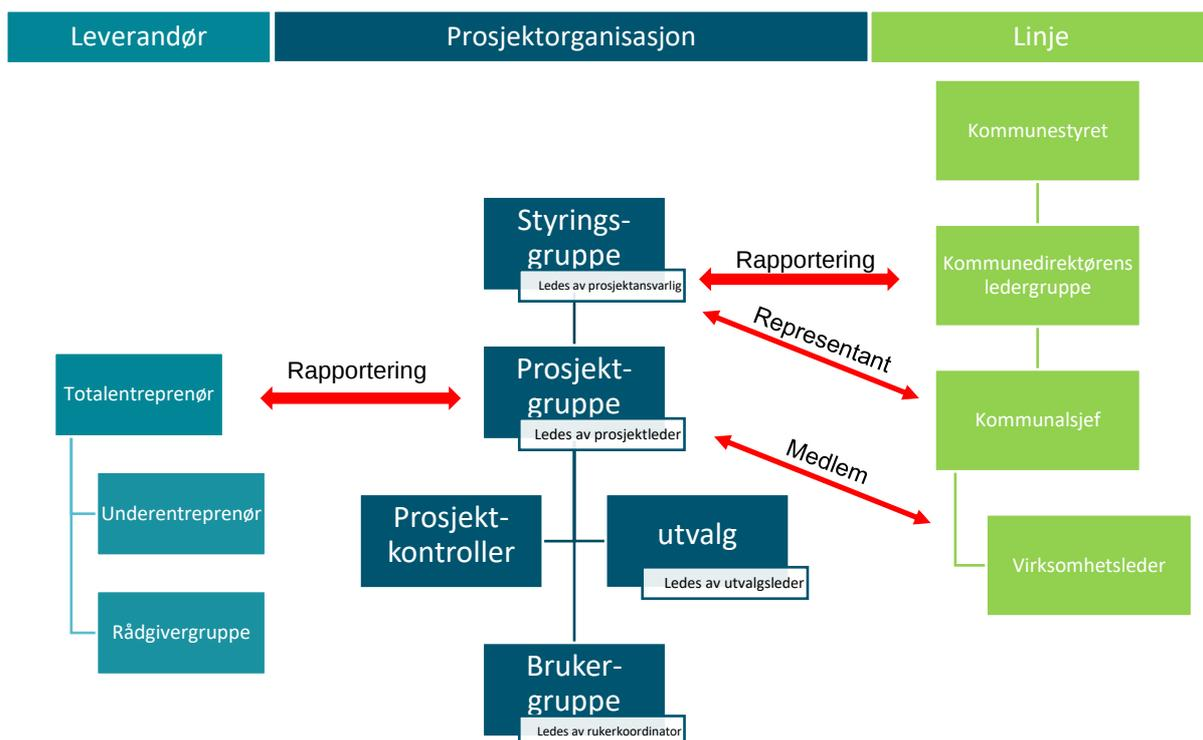 Leverandør
Prosjektorganisasjon
Linje
Kommunestyret
Styrings-
gruppe
Ledes av prosjektansvarlig
Rapportering
Kommunedirektørens
ledergruppe
Representant
Totalentreprenør
Rapportering
Prosjekt-
gruppe
Ledes av prosjektleder
Kommunalsjef
Medlem
Underentreprenør
Prosjekt-
kontroller
utvalg
Ledes av utvalgsleder
Virksomhetsleder
Rådgivergruppe
Bruker-
gruppe
Ledes av rukerkoordinator